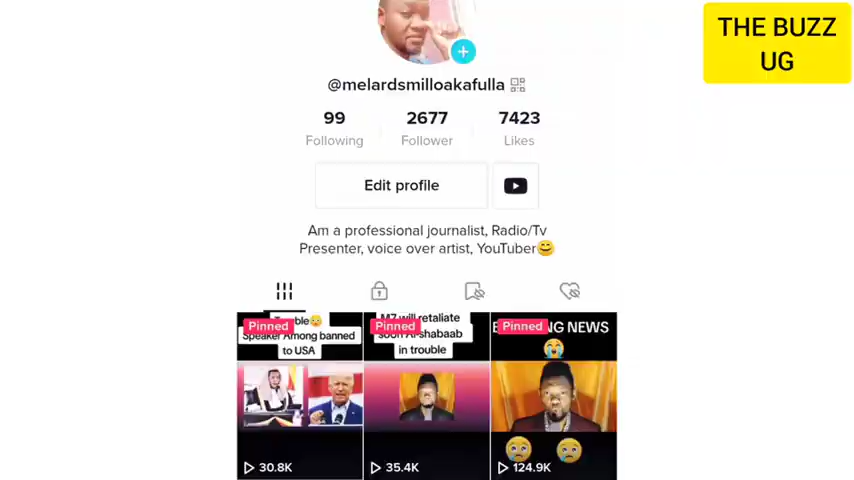 THE BUZZ
UG
@melardsmilloakafulla
99
Following
2677
Follower
7423
Likes
Edit profile
Am a professional journalist, Radio/Tv
Presenter, voice over artist, YouTuber😄
Pinned
Speaker Among banned
to USA
30.8K
M7 will retaliate
Pinned
in trouble
35.4K
Pinned
NG NEWS
124.9K